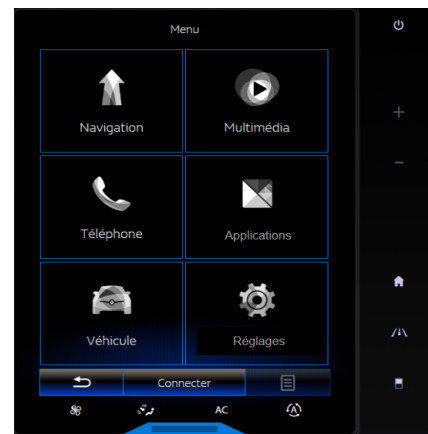 Menu
Navigation
Multimédia
Téléphone
Applications
Véhicule
Réglages
Connecter
AC
A